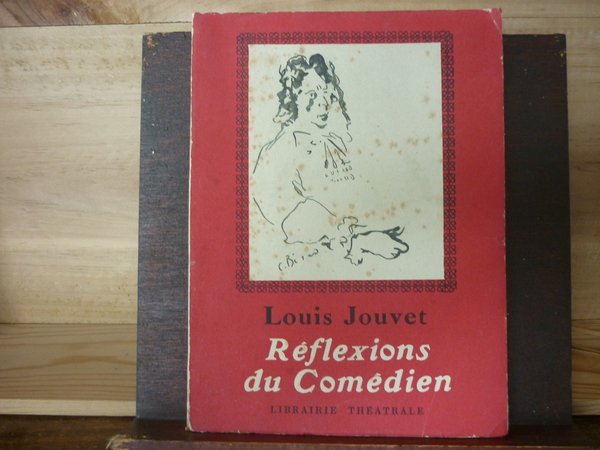 Louis Jouvet
Réflexions
du Comédien
LIBRAIRIE THÉATRALE